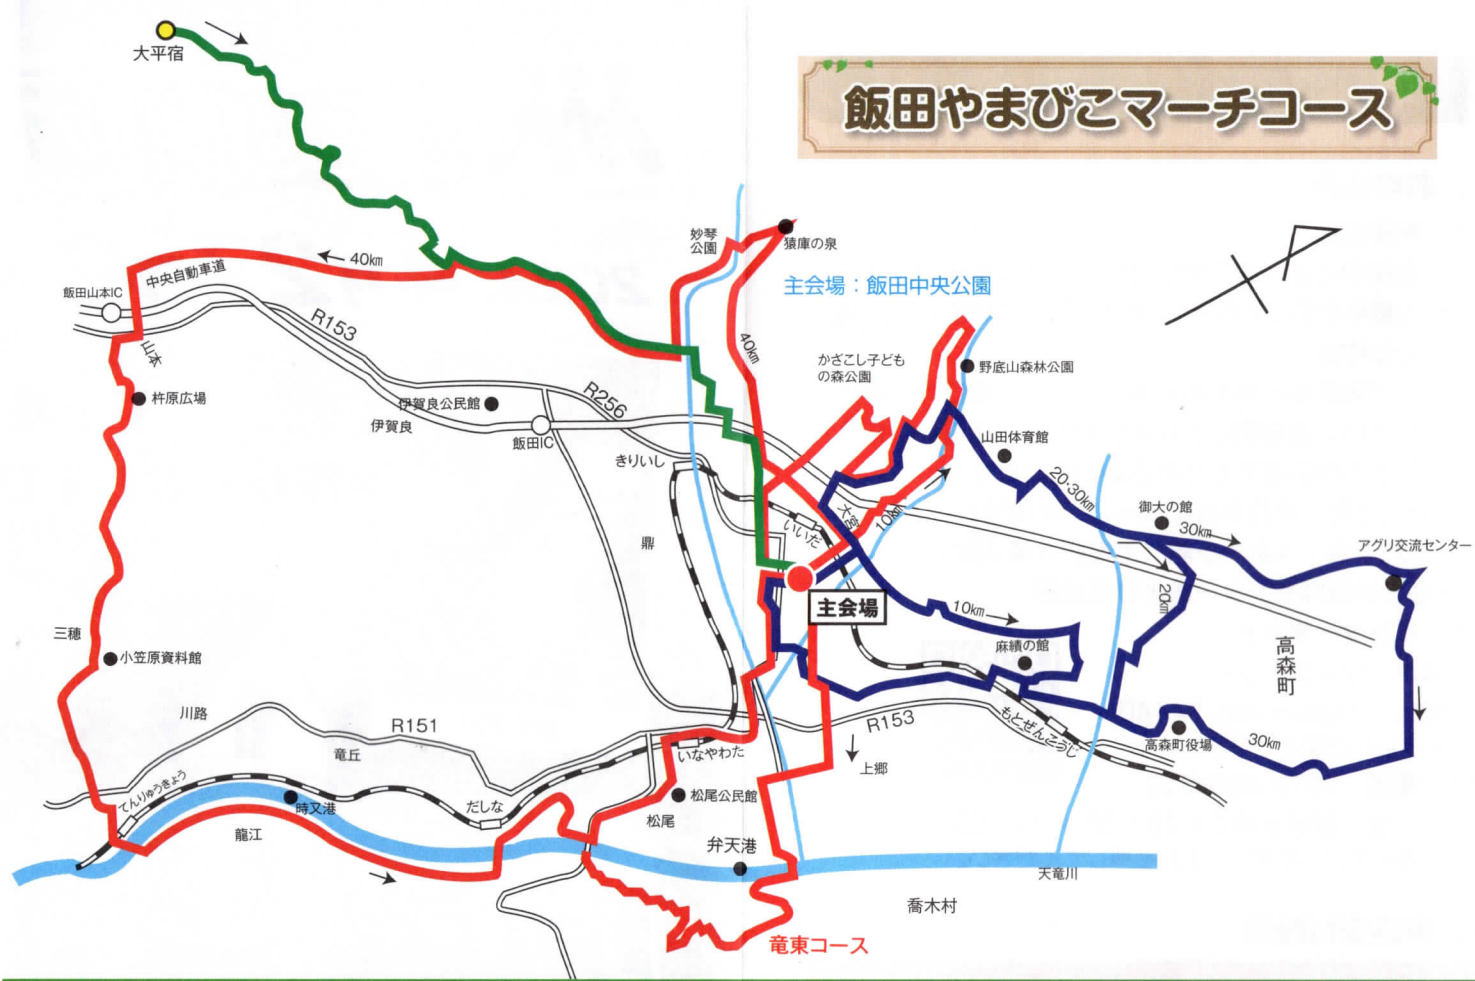 大平宿
飯田やまびこマーチコース
妙琴
公園
猿庫の泉
40㎞
中央自動車道
飯田山本IC
主会場：飯田中央公園
R153
山本
40㎞
かざこし子ども
の森公園
野底山森林公園
杵原広場
伊賀良公民館
R256
伊賀良
飯田IC
きりいし
山田体育館
20·30㎞
御大の館
30㎞
アグリ交流センター
大宮
10㎞
いいだ
鼎
主会場
10㎞
20㎞
三穂
小笠原資料館
麻績の館
高森町
川路
R151
竜丘
R153
もとぜんこうじ
高森町役場
30㎞
いなやわた
上郷
てんりゅうきょう
時又港
だしな
松尾公民館
松尾
龍江
弁天港
天竜川
喬木村
竜東コース